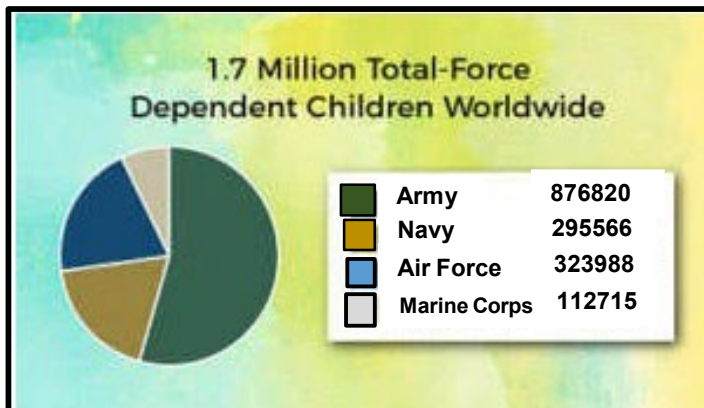 1.7 Million Total-Force
Dependent Children Worldwide
Army 876820
Navy 295566
Air Force 323988
Marine Corps 112715